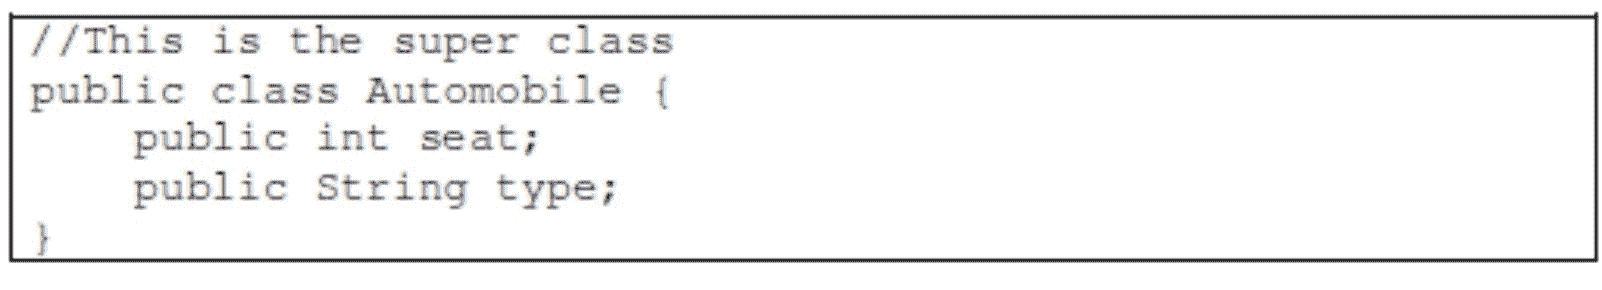 //This is the super class
public class Automobile {
    public int seat;
    public String type;
}